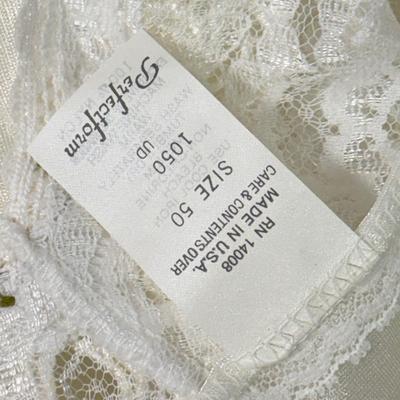 Perfectform
1050 UD
SIZE 50
RN 14008
MADE IN U.S.A.
CARE & CONTENTS OVER